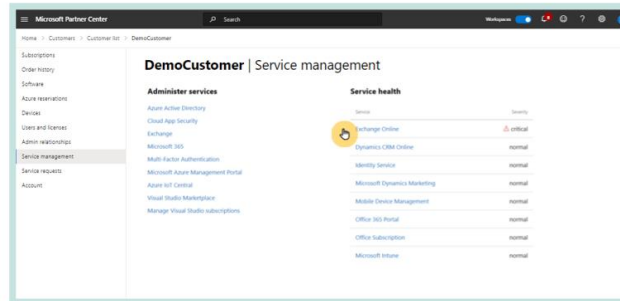 Microsoft Partner Center
Search
Workspaces
?
Home > Customers > Customer list > DemoCustomer
Subscriptions
Order history
Software
Azure reservations
Devices
Users and licenses
Admin relationships
Service management
Service requests
Account
DemoCustomer | Service management
Administer services
Azure Active Directory
Cloud App Security
Exchange
Microsoft 365
Multi-Factor Authentication
Microsoft Azure Management Portal
Azure IoT Central
Visual Studio Marketplace
Manage Visual Studio subscriptions
Service health
Service Severity
Exchange Online critical
Dynamics CRM Online normal
Identity Service normal
Microsoft Dynamics Marketing normal
Mobile Device Management normal
Office 365 Portal normal
Office Subscription normal
Microsoft Intune normal